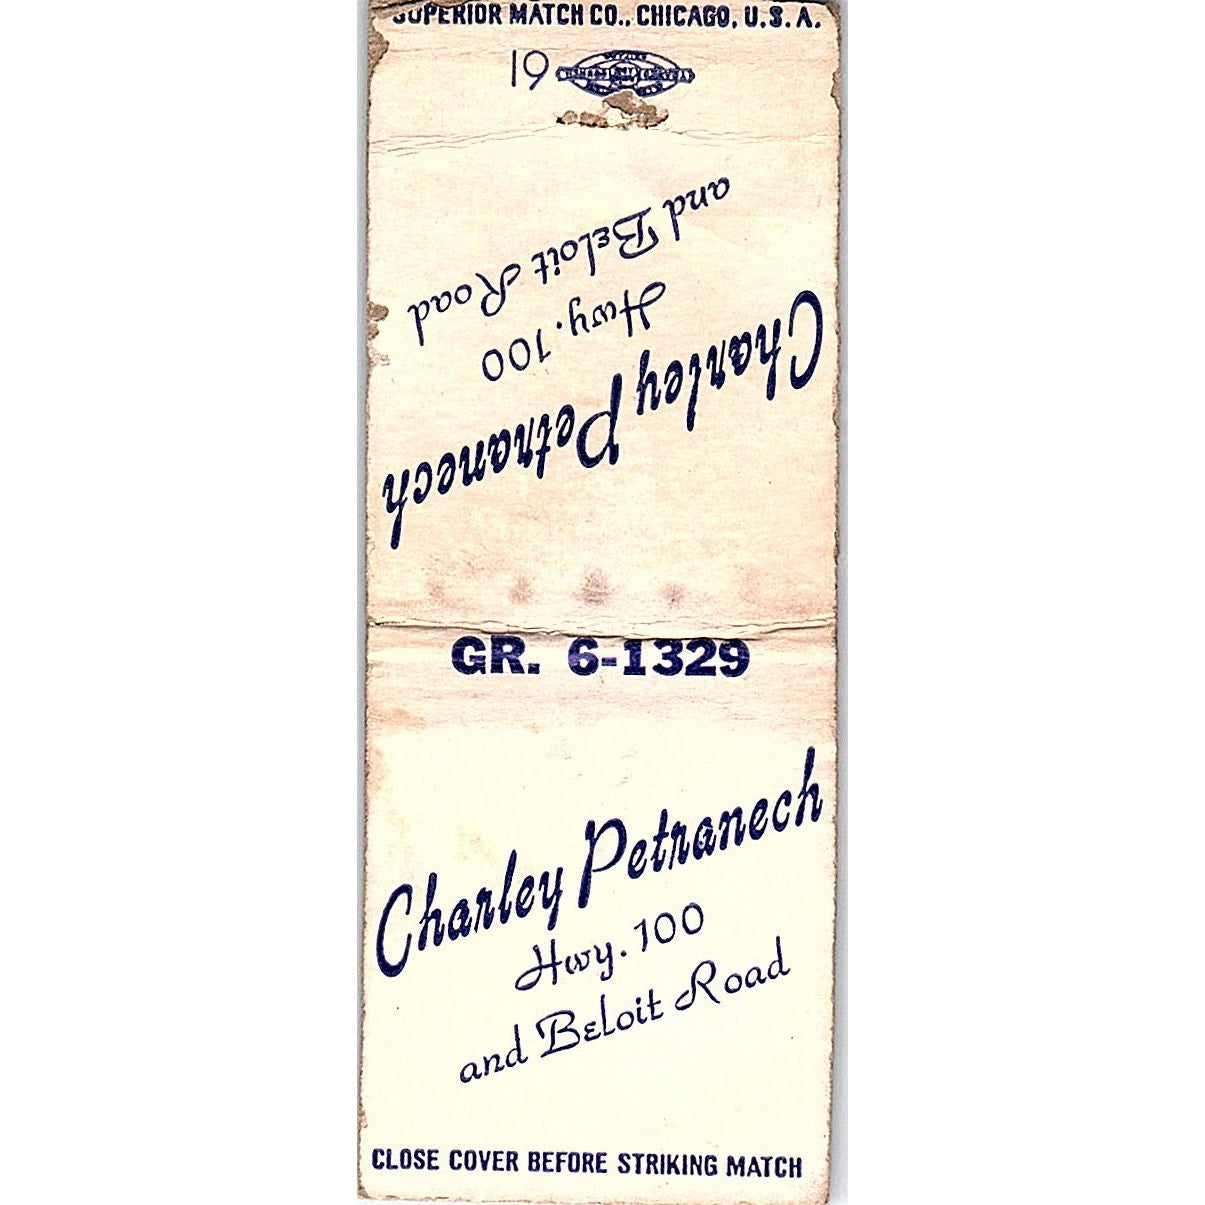 SUPERIOR MATCH CO., CHICAGO, U.S.A.
19
Charley Petranech
Hwy. 100
and Beloit Road
GR. 6-1329
Charley Petranech
Hwy. 100
and Beloit Road
CLOSE COVER BEFORE STRIKING MATCH